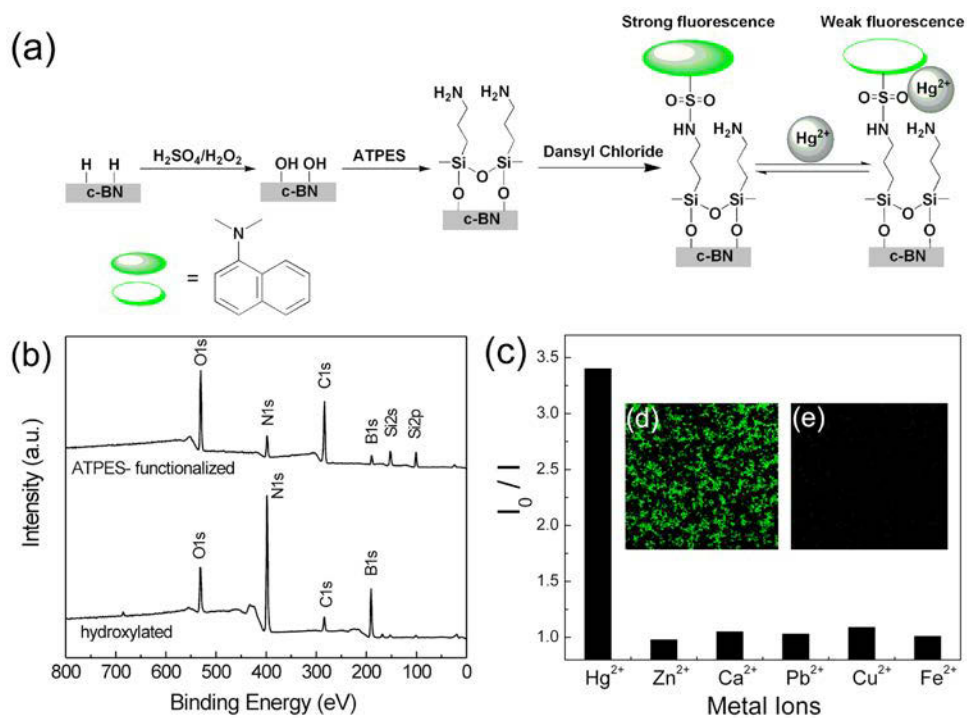 (a)
Strong fluorescence
Weak fluorescence
Hg2+
O=S=O
O=S=O
H2N
H2N
HN
H2N
Hg2+
HN
H2N
H H
H2SO4/H2O2
OH OH
ATPES
Si
Si
O
Dansyl Chloride
Si
Si
O
Si
Si
O
c-BN
c-BN
O
O
O
O
O
O
c-BN
c-BN
c-BN
N
=
(b)
O1s
N1s
C1s
B1s
Si2s
Si2p
ATPES- functionalized
O1s
N1s
C1s
B1s
hydroxylated
Intensity (a.u.)
800 700 600 500 400 300 200 100 0
Binding Energy (eV)
(c)
3.5
3.0
2.5
2.0
1.5
1.0
I0 / I
(d)
(e)
Hg2+ Zn2+ Ca2+ Pb2+ Cu2+ Fe2+
Metal Ions